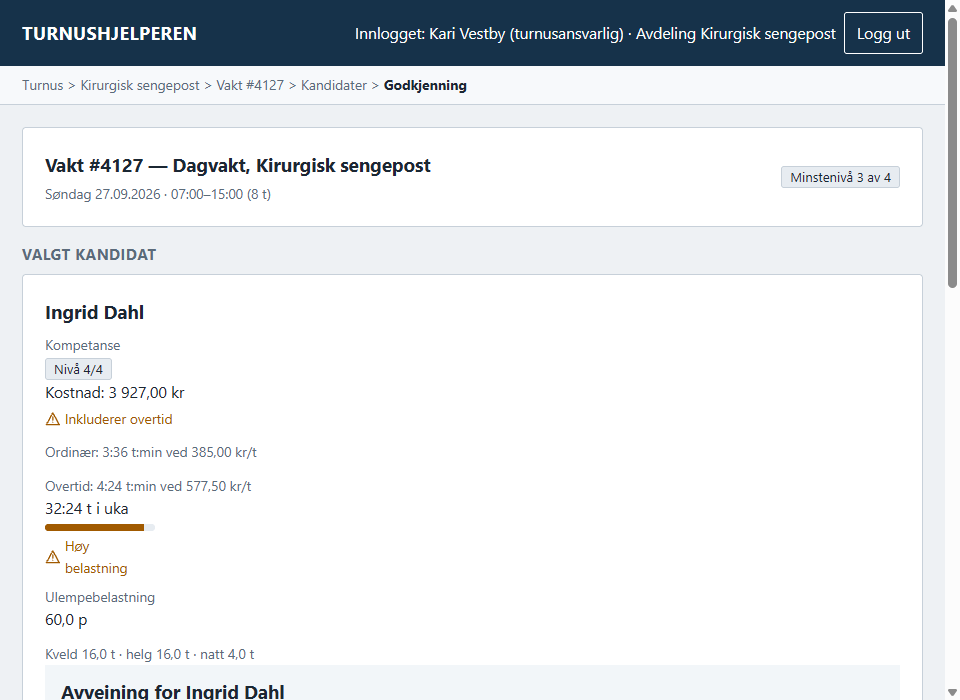 TURNUSHJELPEREN
Innlogget: Kari Vestby (turnusansvarlig) · Avdeling Kirurgisk sengepost
Logg ut
Turnus > Kirurgisk sengepost > Vakt #4127 > Kandidater > Godkjenning
Vakt #4127 — Dagvakt, Kirurgisk sengepost
Søndag 27.09.2026 · 07:00–15:00 (8 t)
Minstenivå 3 av 4
VALGT KANDIDAT
Ingrid Dahl
Kompetanse
Nivå 4/4
Kostnad: 3 927,00 kr
Inkluderer overtid
Ordinær: 3:36 t:min ved 385,00 kr/t
Overtid: 4:24 t:min ved 577,50 kr/t
32:24 t i uka
Høy
belastning
Ulempebelastning
60,0 p
Kveld 16,0 t · helg 16,0 t · natt 4,0 t
Avveining for Ingrid Dahl